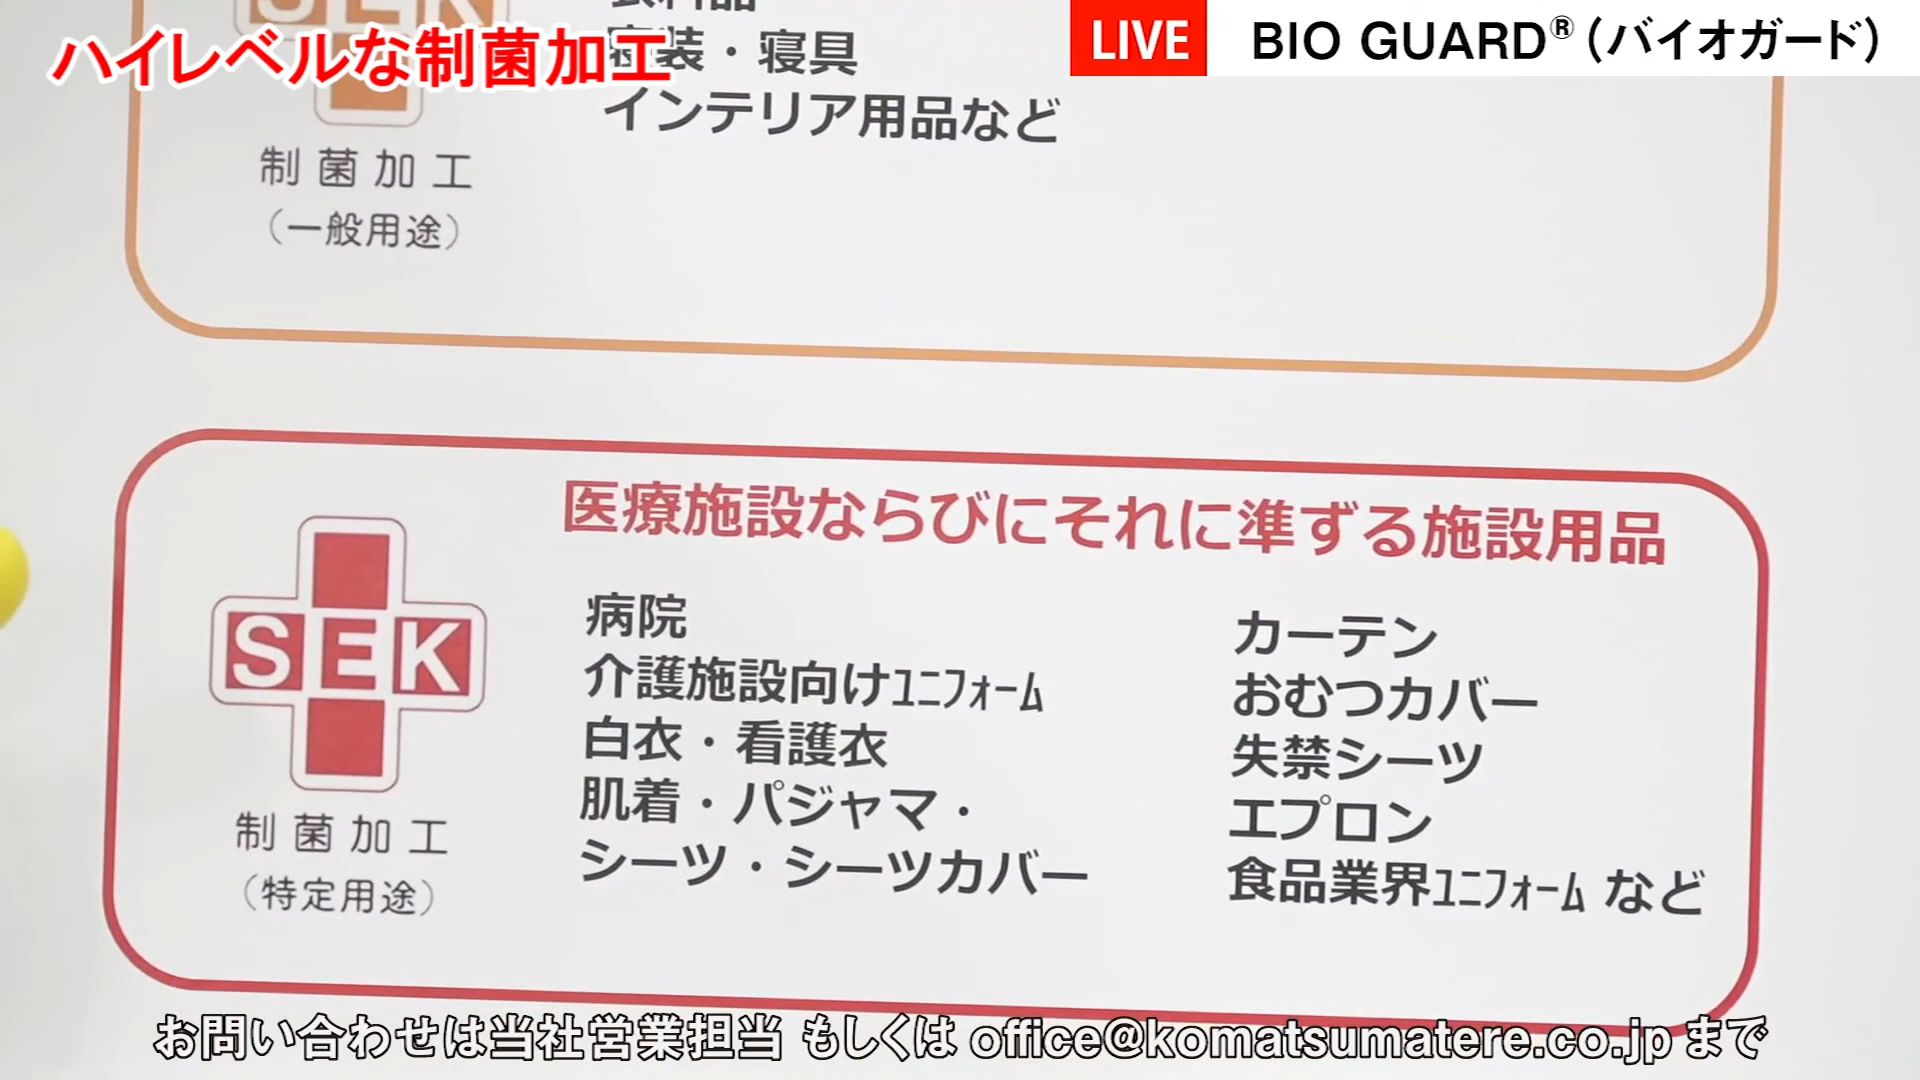 ハイレベルな制菌加工
LIVE BIO GUARD®(バイオガード)
SEK
寝装・寝具
インテリア用品など
制菌加工
(一般用途)
医療施設ならびにそれに準ずる施設用品
SEK
制菌加工
(特定用途)
病院
介護施設向けﾕﾆﾌｫｰﾑ
白衣・看護衣
肌着・パジャマ・
シーツ・シーツカバー
カーテン
おむつカバー
失禁シーツ
エプロン
食品業界ﾕﾆﾌｫｰﾑ など
お問い合わせは当社営業担当 もしくは office@komatsumatere.co.jp まで